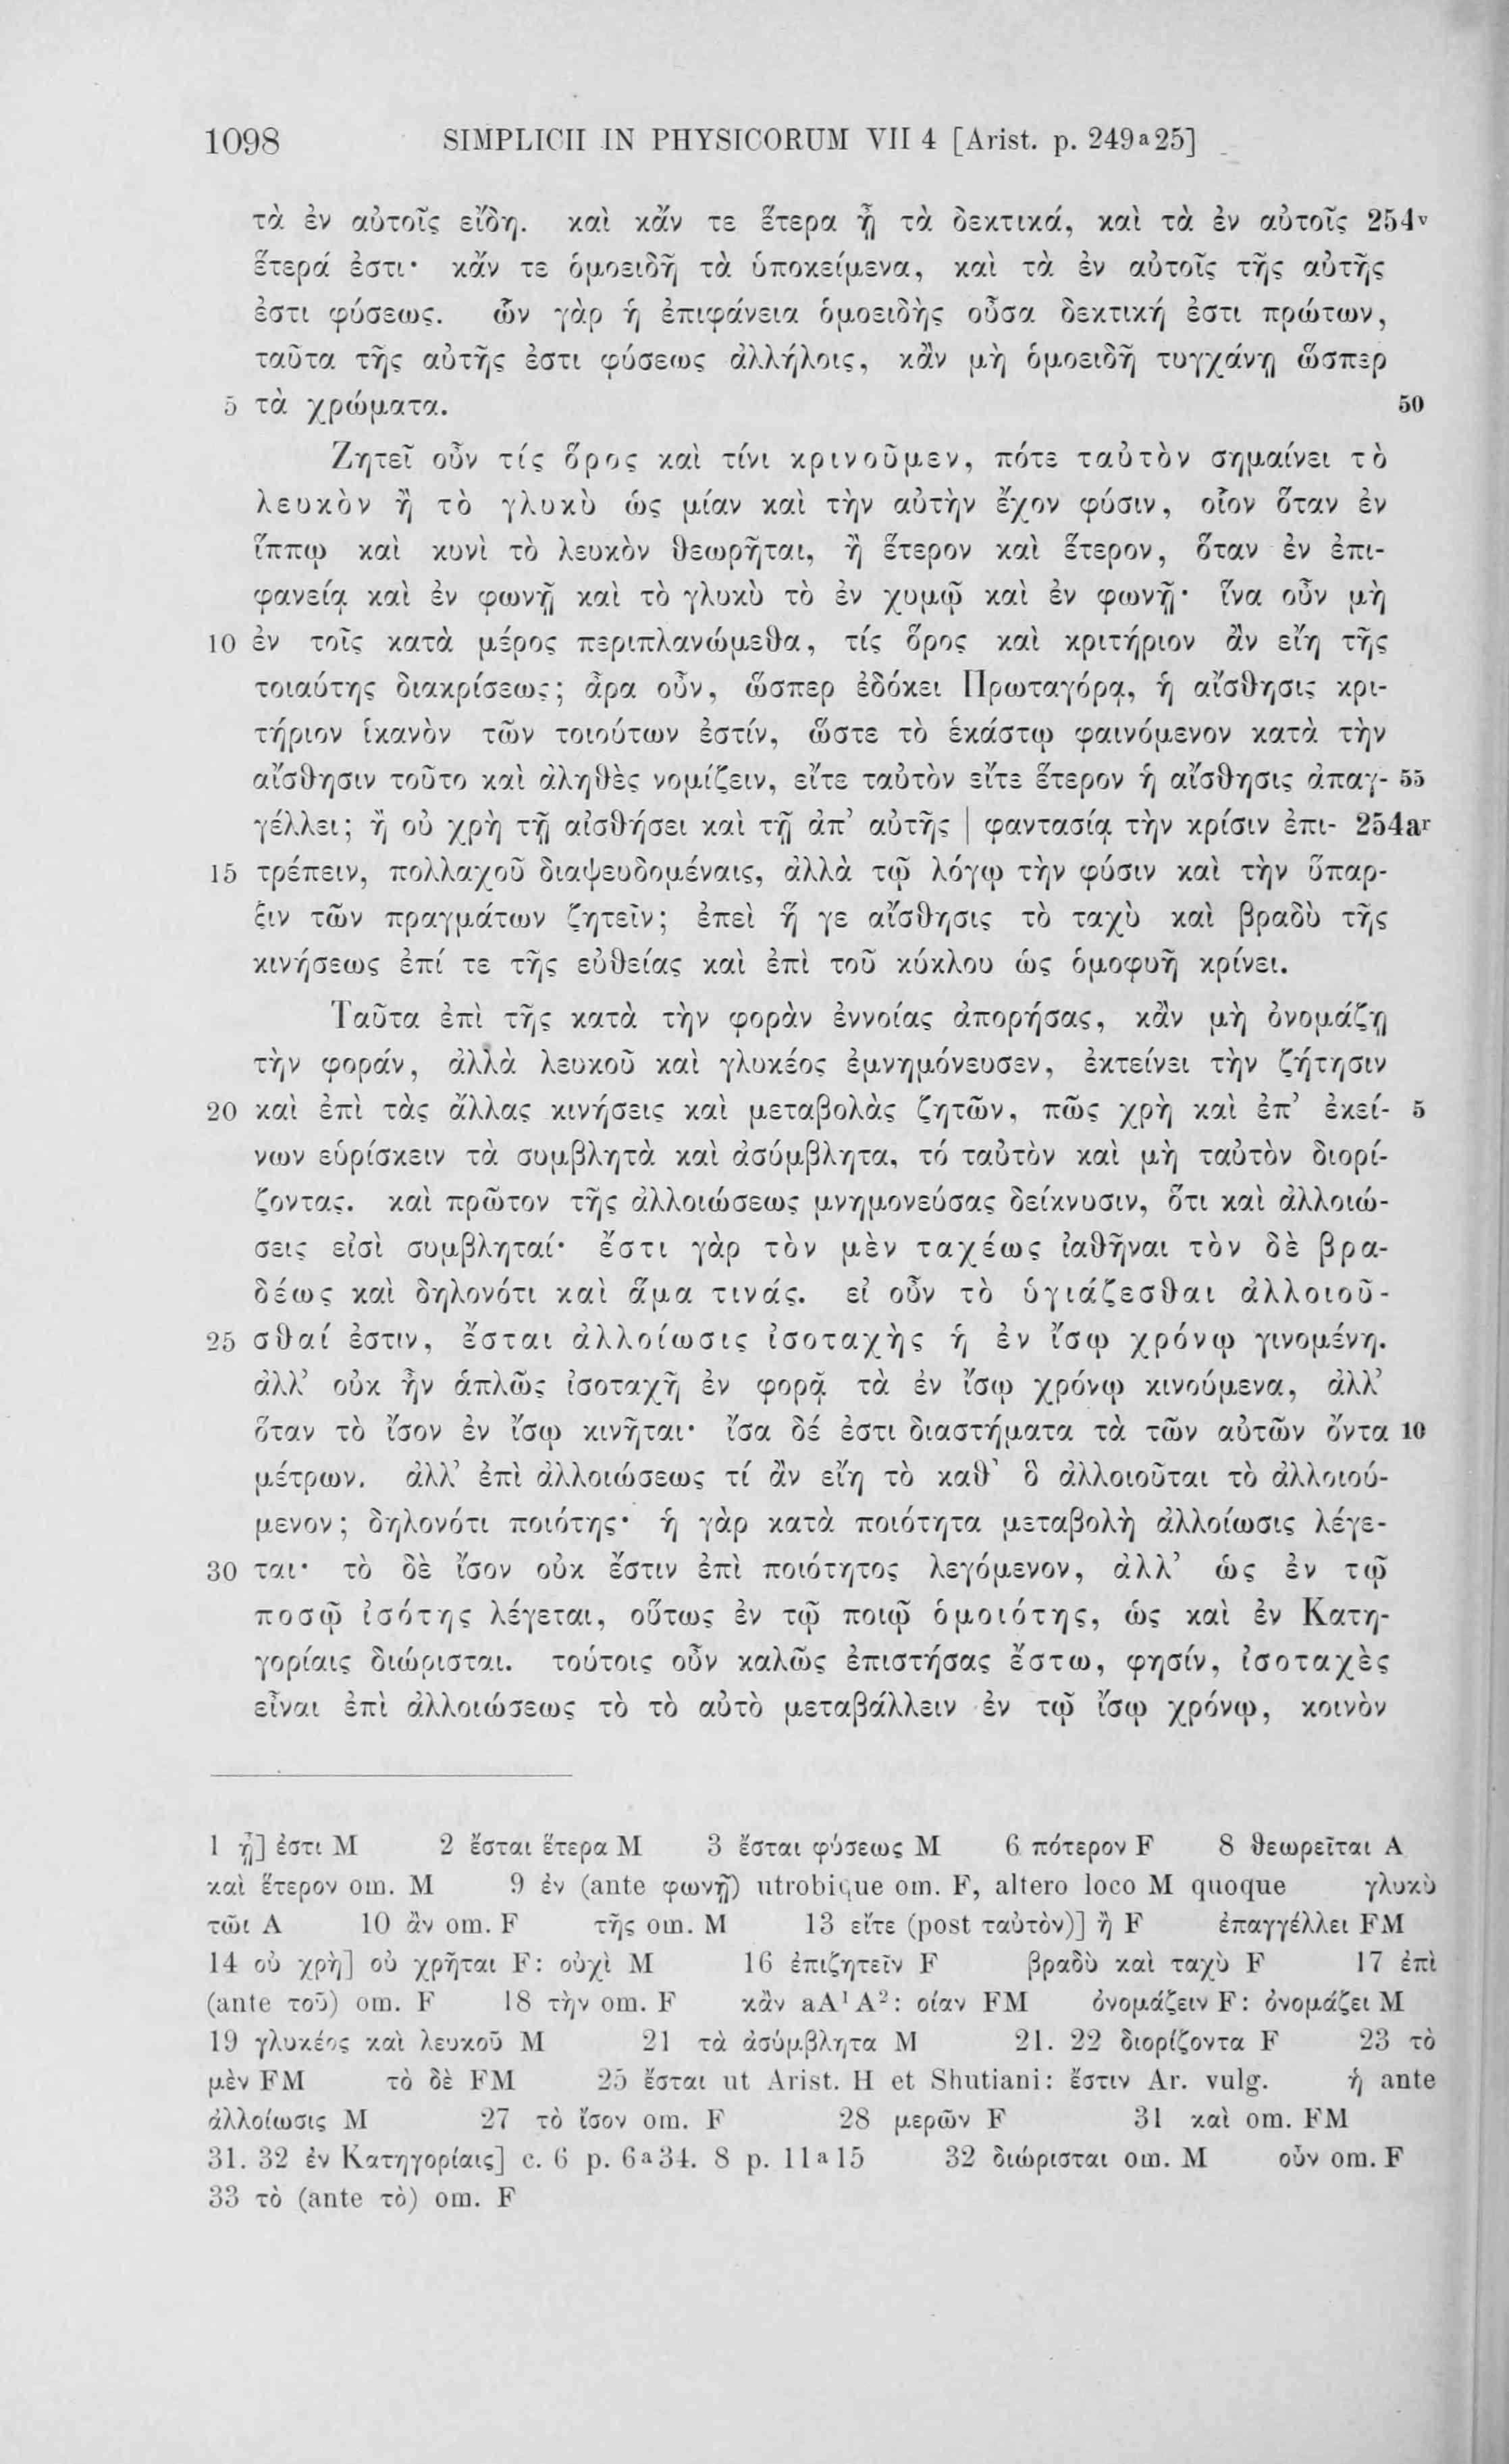 1098 SIMPLICII IN PHYSICORUM VII 4 [Arist. p. 249a25]
τὰ ἐν αὐτοῖς εἴδη. καὶ κἄν τε ἕτερα ᾖ τὰ δεκτικά, καὶ τὰ ἐν αὐτοῖς 254v
ἕτερά ἐστι· κἄν τε ὁμοειδῆ τὰ ὑποκείμενα, καὶ τὰ ἐν αὐτοῖς τῆς αὐτῆς
ἐστι φύσεως. ὧν γὰρ ἡ ἐπιφάνεια ὁμοειδὴς οὖσα δεκτική ἐστι πρώτων,
ταῦτα τῆς αὐτῆς ἐστι φύσεως ἀλλήλοις, κἂν μὴ ὁμοειδῆ τυγχάνῃ ὥσπερ
5 τὰ χρώματα. 50
Ζητεῖ οὖν τίς ὅρος καὶ τίνι κρινοῦμεν, πότε ταὐτὸν σημαίνει τὸ
λευκὸν ἢ τὸ γλυκὺ ὡς μίαν καὶ τὴν αὐτὴν ἔχον φύσιν, οἷον ὅταν ἐν
ἵππῳ καὶ κυνὶ τὸ λευκὸν θεωρῆται, ἢ ἕτερον καὶ ἕτερον, ὅταν ἐν ἐπι-
φανείᾳ καὶ ἐν φωνῇ καὶ τὸ γλυκὺ τὸ ἐν χυμῷ καὶ ἐν φωνῇ· ἵνα οὖν μὴ
10 ἐν τοῖς κατὰ μέρος περιπλανώμεθα, τίς ὅρος καὶ κριτήριον ἂν εἴη τῆς
τοιαύτης διακρίσεως; ἆρα οὖν, ὥσπερ ἐδόκει Πρωταγόρᾳ, ἡ αἴσθησις κρι-
τήριον ἱκανὸν τῶν τοιούτων ἐστίν, ὥστε τὸ ἑκάστῳ φαινόμενον κατὰ τὴν
αἴσθησιν τοῦτο καὶ ἀληθὲς νομίζειν, εἴτε ταὐτὸν εἴτε ἕτερον ἡ αἴσθησις ἀπαγ- 55
γέλλει; ἢ οὐ χρὴ τῇ αἰσθήσει καὶ τῇ ἀπ’ αὐτῆς | φαντασίᾳ τὴν κρίσιν ἐπι- 254ar
15 τρέπειν, πολλαχοῦ διαψευδομέναις, ἀλλὰ τῷ λόγῳ τὴν φύσιν καὶ τὴν ὕπαρ-
ξιν τῶν πραγμάτων ζητεῖν; ἐπεὶ ἥ γε αἴσθησις τὸ ταχὺ καὶ βραδὺ τῆς
κινήσεως ἐπί τε τῆς εὐθείας καὶ ἐπὶ τοῦ κύκλου ὡς ὁμοφυῆ κρίνει.
Ταῦτα ἐπὶ τῆς κατὰ τὴν φορὰν ἐννοίας ἀπορήσας, κἂν μὴ ὀνομάζῃ
τὴν φοράν, ἀλλὰ λευκοῦ καὶ γλυκέος ἐμνημόνευσεν, ἐκτείνει τὴν ζήτησιν
20 καὶ ἐπὶ τὰς ἄλλας κινήσεις καὶ μεταβολὰς ζητῶν, πῶς χρὴ καὶ ἐπ’ ἐκεί- 5
νων εὑρίσκειν τὰ συμβλητὰ καὶ ἀσύμβλητα, τό ταὐτὸν καὶ μὴ ταὐτὸν διορί-
ζοντας. καὶ πρῶτον τῆς ἀλλοιώσεως μνημονεύσας δείκνυσιν, ὅτι καὶ ἀλλοιώ-
σεις εἰσὶ συμβληταί· ἔστι γὰρ τὸν μὲν ταχέως ἰαθῆναι τὸν δὲ βρα-
δέως καὶ δηλονότι καὶ ἅμα τινάς. εἰ οὖν τὸ ὑγιάζεσθαι ἀλλοιοῦ-
25 σθαί ἐστιν, ἔσται ἀλλοίωσις ἰσοταχὴς ἡ ἐν ἴσῳ χρόνῳ γινομένη.
ἀλλ’ οὐκ ἦν ἁπλῶς ἰσοταχῆ ἐν φορᾷ τὰ ἐν ἴσῳ χρόνῳ κινούμενα, ἀλλ’
ὅταν τὸ ἴσον ἐν ἴσῳ κινῆται· ἴσα δέ ἐστι διαστήματα τὰ τῶν αὐτῶν ὄντα 10
μέτρων. ἀλλ’ ἐπὶ ἀλλοιώσεως τί ἂν εἴη τὸ καθ’ ὃ ἀλλοιοῦται τὸ ἀλλοιού-
μενον; δηλονότι ποιότης· ἡ γὰρ κατὰ ποιότητα μεταβολὴ ἀλλοίωσις λέγε-
30 ται· τὸ δὲ ἴσον οὐκ ἔστιν ἐπὶ ποιότητος λεγόμενον, ἀλλ’ ὡς ἐν τῷ
ποσῷ ἰσότης λέγεται, οὕτως ἐν τῷ ποιῷ ὁμοιότης, ὡς καὶ ἐν Κατη-
γορίαις διώρισται. τούτοις οὖν καλῶς ἐπιστήσας ἔστω, φησίν, ἰσοταχὲς
εἶναι ἐπὶ ἀλλοιώσεως τὸ τὸ αὐτὸ μεταβάλλειν ἐν τῷ ἴσῳ χρόνῳ, κοινὸν
1 ᾖ] ἐστι M 2 ἔσται ἕτερα M 3 ἔσται φύσεως M 6 πότερον F 8 θεωρεῖται A
καὶ ἕτερον om. M 9 ἐν (ante φωνῇ) utrobique om. F, altero loco M quoque γλυκὺ
τῶι A 10 ἂν om. F τῆς om. M 13 εἴτε (post ταὐτὸν)] ἢ F ἐπαγγέλλει FM
14 οὐ χρὴ] οὐ χρῆται F: οὐχὶ M 16 ἐπιζητεῖν F βραδὺ καὶ ταχὺ F 17 ἐπὶ
(ante τοῦ) om. F 18 τὴν om. F κἂν aA¹A²: οἵαν FM ὀνομάζειν F: ὀνομάζει M
19 γλυκέος καὶ λευκοῦ M 21 τὰ ἀσύμβλητα M 21. 22 διορίζοντα F 23 τὸ
μὲν FM τὸ δὲ FM 25 ἔσται ut Arist. H et Shutiani: ἔστιν Ar. vulg. ἡ ante
ἀλλοίωσις M 27 τὸ ἴσον om. F 28 μερῶν F 31 καὶ om. FM
31. 32 ἐν Κατηγορίαις] c. 6 p. 6a34. 8 p. 11a15 32 διώρισται om. M οὖν om. F
33 τὸ (ante τὸ) om. F